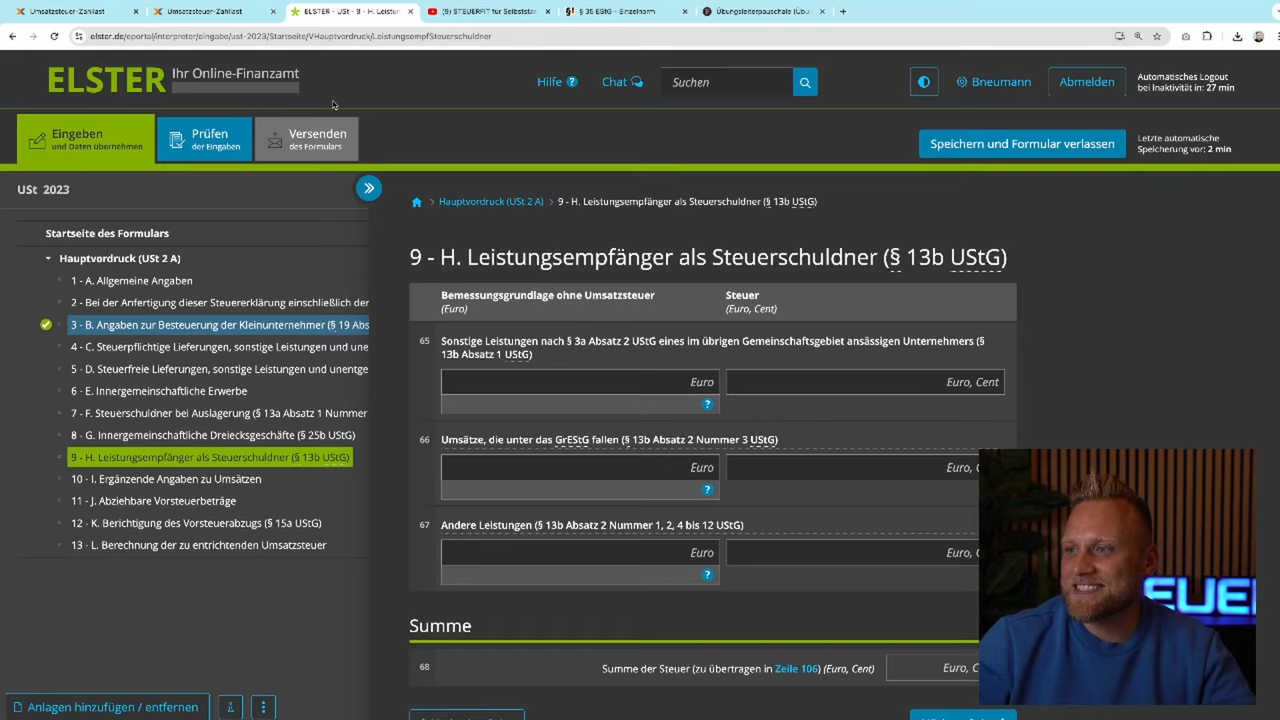 Umsatzsteuer-Zahllast
Umsatzsteuer-Zahllast
ELSTER - USt - 9 - H. Leistun
(9) STEUERFIT für Selbststä
§ 35 EStG - Einzelnorm
Übungsleiterpauschale (Übu
elster.de/eportal/interpreter/eingabe/ust-2023/Startseite/VHauptvordruck/LeistungsempfSteuerschuldner
ELSTER Ihr Online-Finanzamt
Hilfe ?
Chat
Suchen
Bneumann
Abmelden
Automatisches Logout
bei Inaktivität in: 27 min
Eingeben
und Daten übernehmen
Prüfen
der Eingaben
Versenden
des Formulars
Speichern und Formular verlassen
Letzte automatische
Speicherung vor: 2 min
USt 2023
Startseite des Formulars
Hauptvordruck (USt 2 A)
1 - A. Allgemeine Angaben
2 - Bei der Anfertigung dieser Steuererklärung einschließlich der
3 - B. Angaben zur Besteuerung der Kleinunternehmer (§ 19 Abs
4 - C. Steuerpflichtige Lieferungen, sonstige Leistungen und une
5 - D. Steuerfreie Lieferungen, sonstige Leistungen und unentge
6 - E. Innergemeinschaftliche Erwerbe
7 - F. Steuerschuldner bei Auslagerung (§ 13a Absatz 1 Nummer
8 - G. Innergemeinschaftliche Dreiecksgeschäfte (§ 25b UStG)
9 - H. Leistungsempfänger als Steuerschuldner (§ 13b UStG)
10 - I. Ergänzende Angaben zu Umsätzen
11 - J. Abziehbare Vorsteuerbeträge
12 - K. Berichtigung des Vorsteuerabzugs (§ 15a UStG)
13 - L. Berechnung der zu entrichtenden Umsatzsteuer
Anlagen hinzufügen / entfernen
Hauptvordruck (USt 2 A) > 9 - H. Leistungsempfänger als Steuerschuldner (§ 13b UStG)
9 - H. Leistungsempfänger als Steuerschuldner (§ 13b UStG)
Bemessungsgrundlage ohne Umsatzsteuer
(Euro)
Steuer
(Euro, Cent)
65 Sonstige Leistungen nach § 3a Absatz 2 UStG eines im übrigen Gemeinschaftsgebiet ansässigen Unternehmers (§
13b Absatz 1 UStG)
Euro
Euro, Cent
?
66 Umsätze, die unter das GrEStG fallen (§ 13b Absatz 2 Nummer 3 UStG)
Euro
Euro, C
?
67 Andere Leistungen (§ 13b Absatz 2 Nummer 1, 2, 4 bis 12 UStG)
Euro
Euro, C
?
Summe
68 Summe der Steuer (zu übertragen in Zeile 106) (Euro, Cent)
Euro, C
EUE